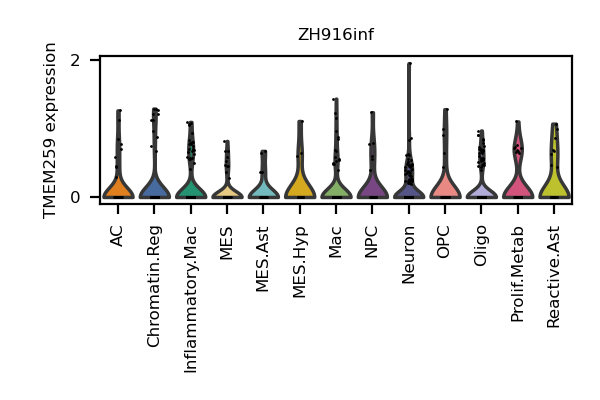 ZH916inf
TMEM259 expression
2
0
AC
Chromatin.Reg
Inflammatory.Mac
MES
MES.Ast
MES.Hyp
Mac
NPC
Neuron
OPC
Oligo
Prolif.Metab
Reactive.Ast